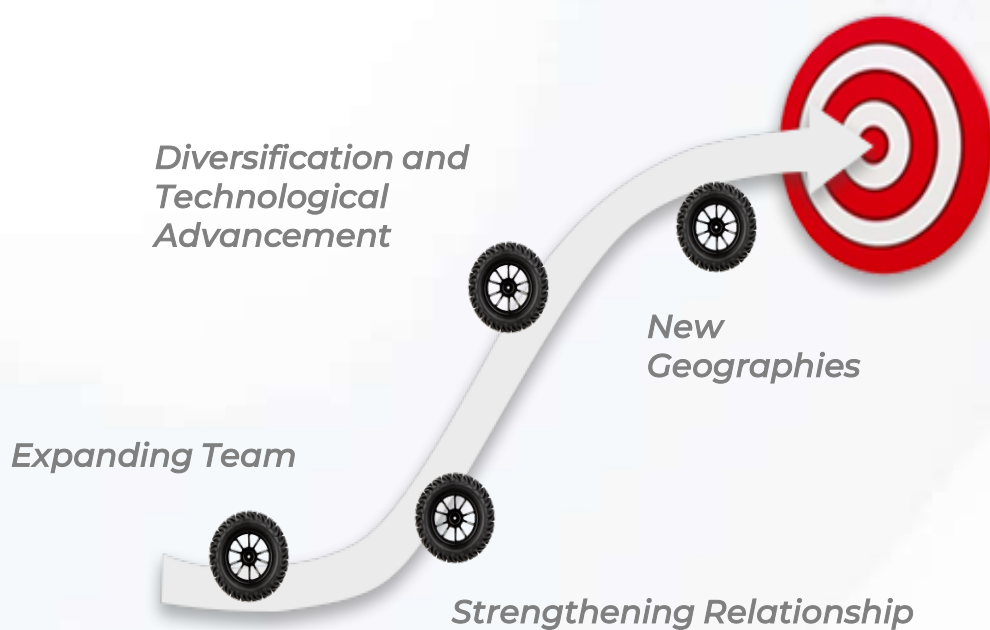 Diversification and
Technological
Advancement
New
Geographies
Expanding Team
Strengthening Relationship